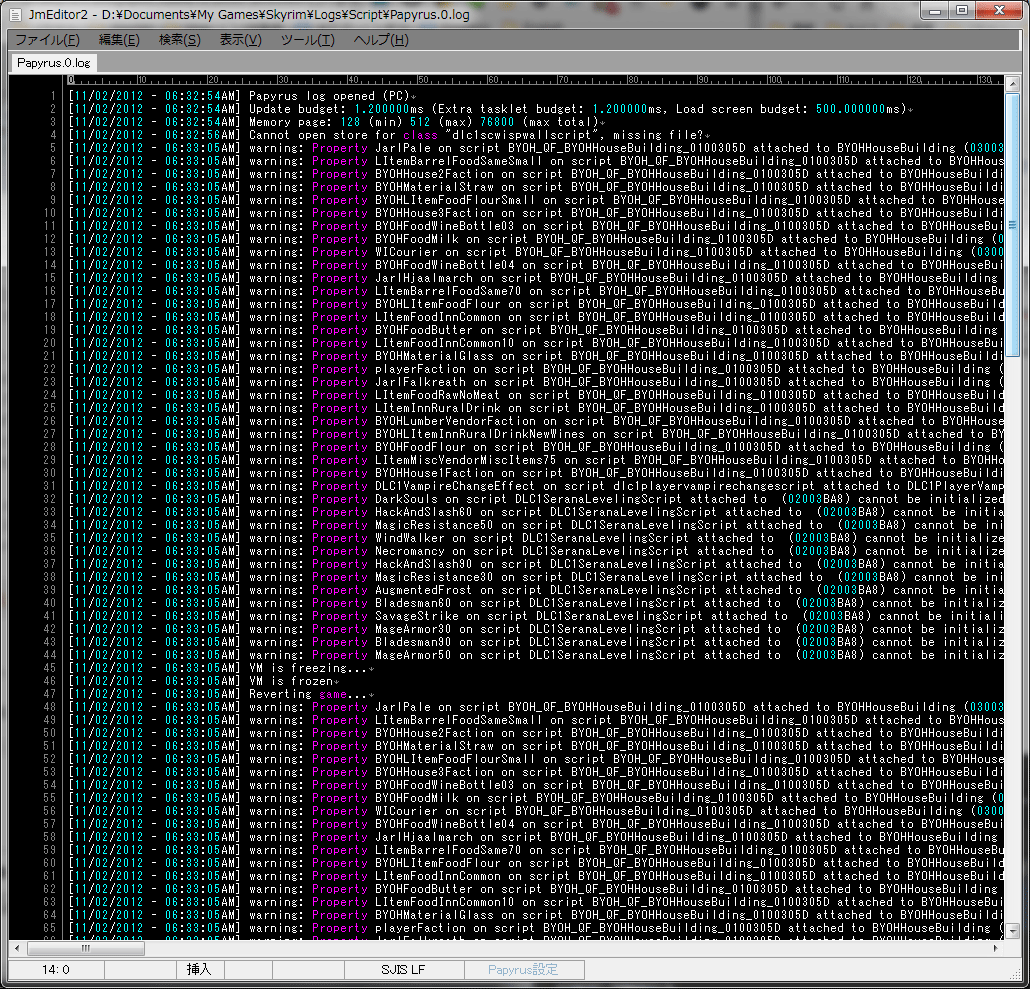 JmEditor2 - D:¥Documents¥My Games¥Skyrim¥Logs¥Script¥Papyrus.0.log
ファイル(F) 編集(E) 検索(S) 表示(V) ツール(T) ヘルプ(H)
Papyrus.0.log
0 10 20 30 40 50 60 70 80 90 100 110 120 130
1 [11/02/2012 - 06:32:54AM] Papyrus log opened (PC)
2 [11/02/2012 - 06:32:54AM] Update budget: 1.200000ms (Extra tasklet budget: 1.200000ms, Load screen budget: 500.000000ms)
3 [11/02/2012 - 06:32:54AM] Memory page: 128 (min) 512 (max) 76800 (max total)
4 [11/02/2012 - 06:32:56AM] Cannot open store for class "dlc1scwispwallscript", missing file?
5 [11/02/2012 - 06:33:05AM] warning: Property JarlPale on script BYOH_QF_BYOHHouseBuilding_0100305D attached to BYOHHouseBuilding (03003
6 [11/02/2012 - 06:33:05AM] warning: Property LItemBarrelFoodSameSmall on script BYOH_QF_BYOHHouseBuilding_0100305D attached to BYOHHous
7 [11/02/2012 - 06:33:05AM] warning: Property BYOHHouse2Faction on script BYOH_QF_BYOHHouseBuilding_0100305D attached to BYOHHouseBuildi
8 [11/02/2012 - 06:33:05AM] warning: Property BYOHMaterialStraw on script BYOH_QF_BYOHHouseBuilding_0100305D attached to BYOHHouseBuildi
9 [11/02/2012 - 06:33:05AM] warning: Property BYOHLItemFoodFlourSmall on script BYOH_QF_BYOHHouseBuilding_0100305D attached to BYOHHouse
10 [11/02/2012 - 06:33:05AM] warning: Property BYOHHouse3Faction on script BYOH_QF_BYOHHouseBuilding_0100305D attached to BYOHHouseBuildi
11 [11/02/2012 - 06:33:05AM] warning: Property BYOHFoodWineBottle03 on script BYOH_QF_BYOHHouseBuilding_0100305D attached to BYOHHouseBui
12 [11/02/2012 - 06:33:05AM] warning: Property BYOHFoodMilk on script BYOH_QF_BYOHHouseBuilding_0100305D attached to BYOHHouseBuilding (0
13 [11/02/2012 - 06:33:05AM] warning: Property WICourier on script BYOH_QF_BYOHHouseBuilding_0100305D attached to BYOHHouseBuilding (0300
14 [11/02/2012 - 06:33:05AM] warning: Property BYOHFoodWineBottle04 on script BYOH_QF_BYOHHouseBuilding_0100305D attached to BYOHHouseBui
15 [11/02/2012 - 06:33:05AM] warning: Property JarlHjaalmarch on script BYOH_QF_BYOHHouseBuilding_0100305D attached to BYOHHouseBuilding
16 [11/02/2012 - 06:33:05AM] warning: Property LItemBarrelFoodSame70 on script BYOH_QF_BYOHHouseBuilding_0100305D attached to BYOHHouseBu
17 [11/02/2012 - 06:33:05AM] warning: Property BYOHLItemFoodFlour on script BYOH_QF_BYOHHouseBuilding_0100305D attached to BYOHHouseBuild
18 [11/02/2012 - 06:33:05AM] warning: Property LItemFoodInnCommon on script BYOH_QF_BYOHHouseBuilding_0100305D attached to BYOHHouseBuild
19 [11/02/2012 - 06:33:05AM] warning: Property BYOHFoodButter on script BYOH_QF_BYOHHouseBuilding_0100305D attached to BYOHHouseBuilding
20 [11/02/2012 - 06:33:05AM] warning: Property LItemFoodInnCommon10 on script BYOH_QF_BYOHHouseBuilding_0100305D attached to BYOHHouseBui
21 [11/02/2012 - 06:33:05AM] warning: Property BYOHMaterialGlass on script BYOH_QF_BYOHHouseBuilding_0100305D attached to BYOHHouseBuildi
22 [11/02/2012 - 06:33:05AM] warning: Property playerFaction on script BYOH_QF_BYOHHouseBuilding_0100305D attached to BYOHHouseBuilding (
23 [11/02/2012 - 06:33:05AM] warning: Property JarlFalkreath on script BYOH_QF_BYOHHouseBuilding_0100305D attached to BYOHHouseBuilding (
24 [11/02/2012 - 06:33:05AM] warning: Property LItemFoodRawNoMeat on script BYOH_QF_BYOHHouseBuilding_0100305D attached to BYOHHouseBuild
25 [11/02/2012 - 06:33:05AM] warning: Property LItemInnRuralDrink on script BYOH_QF_BYOHHouseBuilding_0100305D attached to BYOHHouseBuild
26 [11/02/2012 - 06:33:05AM] warning: Property BYOHLumberVendorFaction on script BYOH_QF_BYOHHouseBuilding_0100305D attached to BYOHHouse
27 [11/02/2012 - 06:33:05AM] warning: Property BYOHLItemInnRuralDrinkNewWines on script BYOH_QF_BYOHHouseBuilding_0100305D attached to BY
28 [11/02/2012 - 06:33:05AM] warning: Property BYOHFoodFlour on script BYOH_QF_BYOHHouseBuilding_0100305D attached to BYOHHouseBuilding (
29 [11/02/2012 - 06:33:05AM] warning: Property LItemMiscVendorMiscItems75 on script BYOH_QF_BYOHHouseBuilding_0100305D attached to BYOHHo
30 [11/02/2012 - 06:33:05AM] warning: Property BYOHHouse1Faction on script BYOH_QF_BYOHHouseBuilding_0100305D attached to BYOHHouseBuildi
31 [11/02/2012 - 06:33:05AM] warning: Property DLC1VampireChangeEffect on script dlc1playervampirechangescript attached to DLC1PlayerVamp
32 [11/02/2012 - 06:33:05AM] warning: Property DarkSouls on script DLC1SeranaLevelingScript attached to  (02003BA8) cannot be initialized
33 [11/02/2012 - 06:33:05AM] warning: Property HackAndSlash60 on script DLC1SeranaLevelingScript attached to  (02003BA8) cannot be initia
34 [11/02/2012 - 06:33:05AM] warning: Property MagicResistance50 on script DLC1SeranaLevelingScript attached to  (02003BA8) cannot be ini
35 [11/02/2012 - 06:33:05AM] warning: Property WindWalker on script DLC1SeranaLevelingScript attached to  (02003BA8) cannot be initialize
36 [11/02/2012 - 06:33:05AM] warning: Property Necromancy on script DLC1SeranaLevelingScript attached to  (02003BA8) cannot be initialize
37 [11/02/2012 - 06:33:05AM] warning: Property HackAndSlash90 on script DLC1SeranaLevelingScript attached to  (02003BA8) cannot be initia
38 [11/02/2012 - 06:33:05AM] warning: Property MagicResistance30 on script DLC1SeranaLevelingScript attached to  (02003BA8) cannot be ini
39 [11/02/2012 - 06:33:05AM] warning: Property AugmentedFrost on script DLC1SeranaLevelingScript attached to  (02003BA8) cannot be initia
40 [11/02/2012 - 06:33:05AM] warning: Property Bladesman60 on script DLC1SeranaLevelingScript attached to  (02003BA8) cannot be initializ
41 [11/02/2012 - 06:33:05AM] warning: Property SavageStrike on script DLC1SeranaLevelingScript attached to  (02003BA8) cannot be initiali
42 [11/02/2012 - 06:33:05AM] warning: Property MageArmor30 on script DLC1SeranaLevelingScript attached to  (02003BA8) cannot be initializ
43 [11/02/2012 - 06:33:05AM] warning: Property Bladesman90 on script DLC1SeranaLevelingScript attached to  (02003BA8) cannot be initializ
44 [11/02/2012 - 06:33:05AM] warning: Property MageArmor50 on script DLC1SeranaLevelingScript attached to  (02003BA8) cannot be initializ
45 [11/02/2012 - 06:33:05AM] VM is freezing...
46 [11/02/2012 - 06:33:05AM] VM is frozen
47 [11/02/2012 - 06:33:05AM] Reverting game...
48 [11/02/2012 - 06:33:05AM] warning: Property JarlPale on script BYOH_QF_BYOHHouseBuilding_0100305D attached to BYOHHouseBuilding (03003
49 [11/02/2012 - 06:33:05AM] warning: Property LItemBarrelFoodSameSmall on script BYOH_QF_BYOHHouseBuilding_0100305D attached to BYOHHous
50 [11/02/2012 - 06:33:05AM] warning: Property BYOHHouse2Faction on script BYOH_QF_BYOHHouseBuilding_0100305D attached to BYOHHouseBuildi
51 [11/02/2012 - 06:33:05AM] warning: Property BYOHMaterialStraw on script BYOH_QF_BYOHHouseBuilding_0100305D attached to BYOHHouseBuildi
52 [11/02/2012 - 06:33:05AM] warning: Property BYOHLItemFoodFlourSmall on script BYOH_QF_BYOHHouseBuilding_0100305D attached to BYOHHouse
53 [11/02/2012 - 06:33:05AM] warning: Property BYOHHouse3Faction on script BYOH_QF_BYOHHouseBuilding_0100305D attached to BYOHHouseBuildi
54 [11/02/2012 - 06:33:05AM] warning: Property BYOHFoodWineBottle03 on script BYOH_QF_BYOHHouseBuilding_0100305D attached to BYOHHouseBui
55 [11/02/2012 - 06:33:05AM] warning: Property BYOHFoodMilk on script BYOH_QF_BYOHHouseBuilding_0100305D attached to BYOHHouseBuilding (0
56 [11/02/2012 - 06:33:05AM] warning: Property WICourier on script BYOH_QF_BYOHHouseBuilding_0100305D attached to BYOHHouseBuilding (0300
57 [11/02/2012 - 06:33:05AM] warning: Property BYOHFoodWineBottle04 on script BYOH_QF_BYOHHouseBuilding_0100305D attached to BYOHHouseBui
58 [11/02/2012 - 06:33:05AM] warning: Property JarlHjaalmarch on script BYOH_QF_BYOHHouseBuilding_0100305D attached to BYOHHouseBuilding
59 [11/02/2012 - 06:33:05AM] warning: Property LItemBarrelFoodSame70 on script BYOH_QF_BYOHHouseBuilding_0100305D attached to BYOHHouseBu
60 [11/02/2012 - 06:33:05AM] warning: Property BYOHLItemFoodFlour on script BYOH_QF_BYOHHouseBuilding_0100305D attached to BYOHHouseBuild
61 [11/02/2012 - 06:33:05AM] warning: Property LItemFoodInnCommon on script BYOH_QF_BYOHHouseBuilding_0100305D attached to BYOHHouseBuild
62 [11/02/2012 - 06:33:05AM] warning: Property BYOHFoodButter on script BYOH_QF_BYOHHouseBuilding_0100305D attached to BYOHHouseBuilding
63 [11/02/2012 - 06:33:05AM] warning: Property LItemFoodInnCommon10 on script BYOH_QF_BYOHHouseBuilding_0100305D attached to BYOHHouseBui
64 [11/02/2012 - 06:33:05AM] warning: Property BYOHMaterialGlass on script BYOH_QF_BYOHHouseBuilding_0100305D attached to BYOHHouseBuildi
65 [11/02/2012 - 06:33:05AM] warning: Property playerFaction on script BYOH_QF_BYOHHouseBuilding_0100305D attached to BYOHHouseBuilding (
14: 0 挿入 SJIS LF Papyrus設定